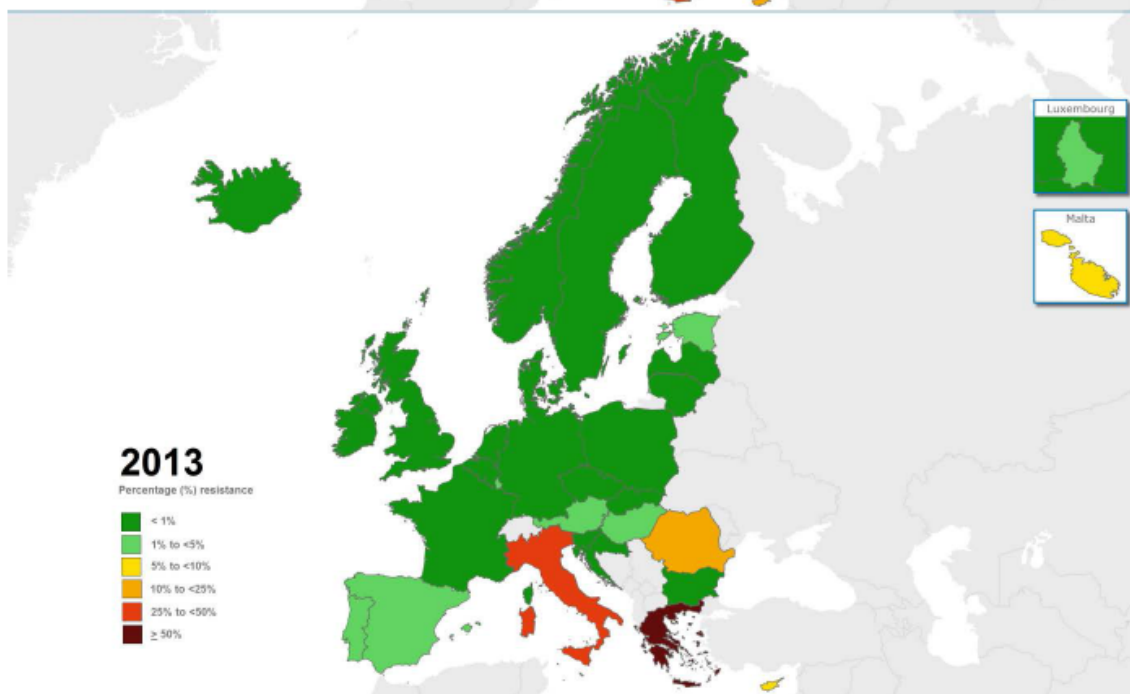 Luxembourg
Malta
2013
Percentage (%) resistance
< 1%
1% to <5%
5% to <10%
10% to <25%
25% to <50%
≥ 50%